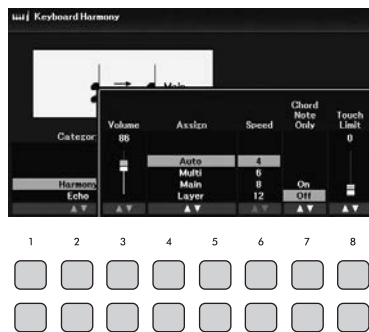 Keyboard Harmony
Volume
Assign
Speed
Chord
Note
Only
Touch
Limit
Categor
86
0
Auto
4
Multi
6
Harmony
Main
8
On
Echo
Layer
12
Off
1 2 3 4 5 6 7 8